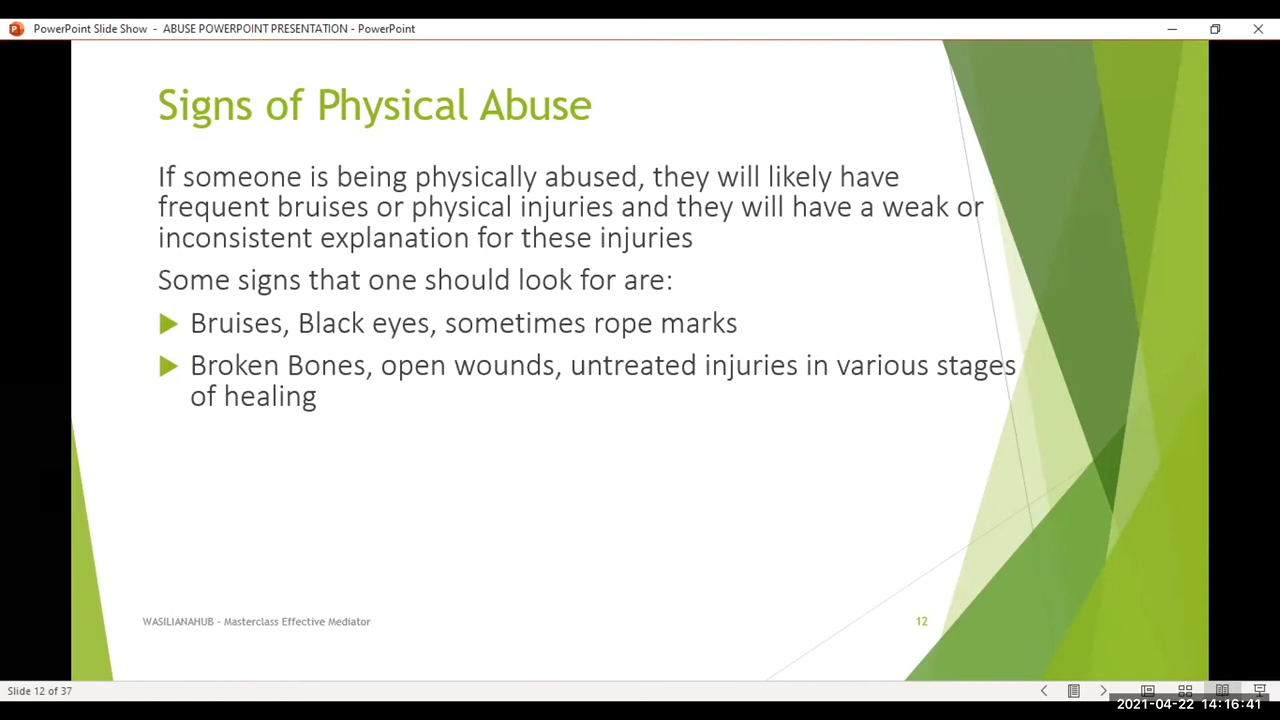 PowerPoint Slide Show - ABUSE POWERPOINT PRESENTATION - PowerPoint
Signs of Physical Abuse
If someone is being physically abused, they will likely have
frequent bruises or physical injuries and they will have a weak or
inconsistent explanation for these injuries
Some signs that one should look for are:
Bruises, Black eyes, sometimes rope marks
Broken Bones, open wounds, untreated injuries in various stages
of healing
WASILIANAHUB - Masterclass Effective Mediator
12
Slide 12 of 37
2021-04-22 14:16:41